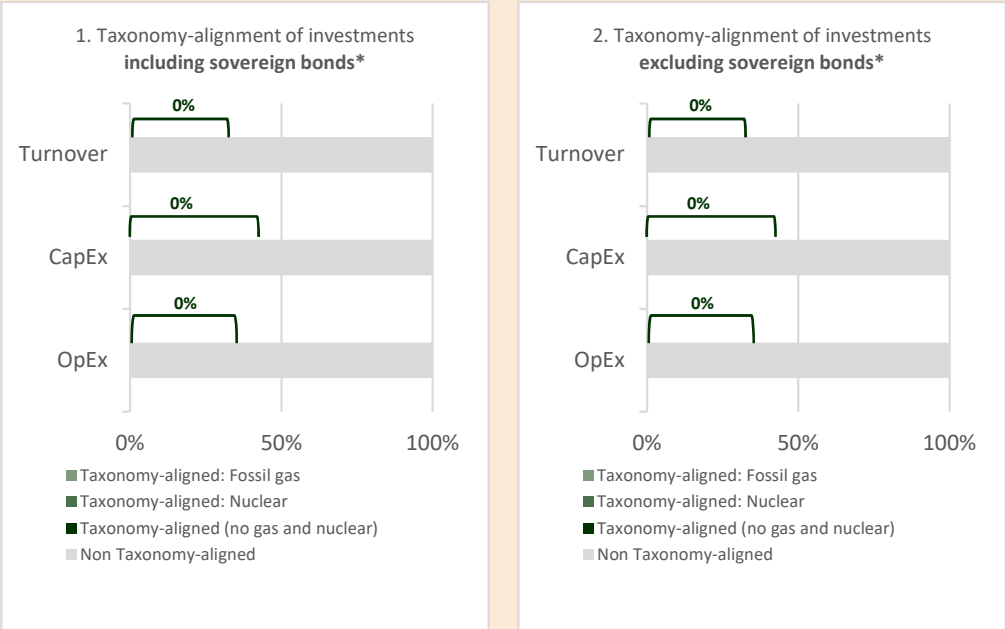 1. Taxonomy-alignment of investments
including sovereign bonds*
0%
Turnover
0%
CapEx
0%
OpEx
0% 50% 100%
Taxonomy-aligned: Fossil gas
Taxonomy-aligned: Nuclear
Taxonomy-aligned (no gas and nuclear)
Non Taxonomy-aligned
2. Taxonomy-alignment of investments
excluding sovereign bonds*
0%
Turnover
0%
CapEx
0%
OpEx
0% 50% 100%
Taxonomy-aligned: Fossil gas
Taxonomy-aligned: Nuclear
Taxonomy-aligned (no gas and nuclear)
Non Taxonomy-aligned